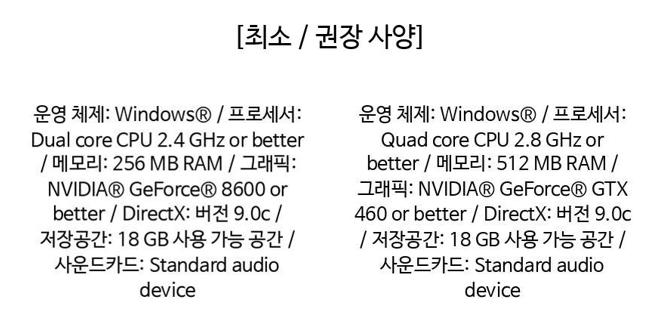 [최소 / 권장 사양]
운영 체제: Windows® / 프로세서:
Dual core CPU 2.4 GHz or better
/ 메모리: 256 MB RAM / 그래픽:
NVIDIA® GeForce® 8600 or
better / DirectX: 버전 9.0c /
저장공간: 18 GB 사용 가능 공간 /
사운드카드: Standard audio
device
운영 체제: Windows® / 프로세서:
Quad core CPU 2.8 GHz or
better / 메모리: 512 MB RAM /
그래픽: NVIDIA® GeForce® GTX
460 or better / DirectX: 버전 9.0c
/ 저장공간: 18 GB 사용 가능 공간 /
사운드카드: Standard audio
device